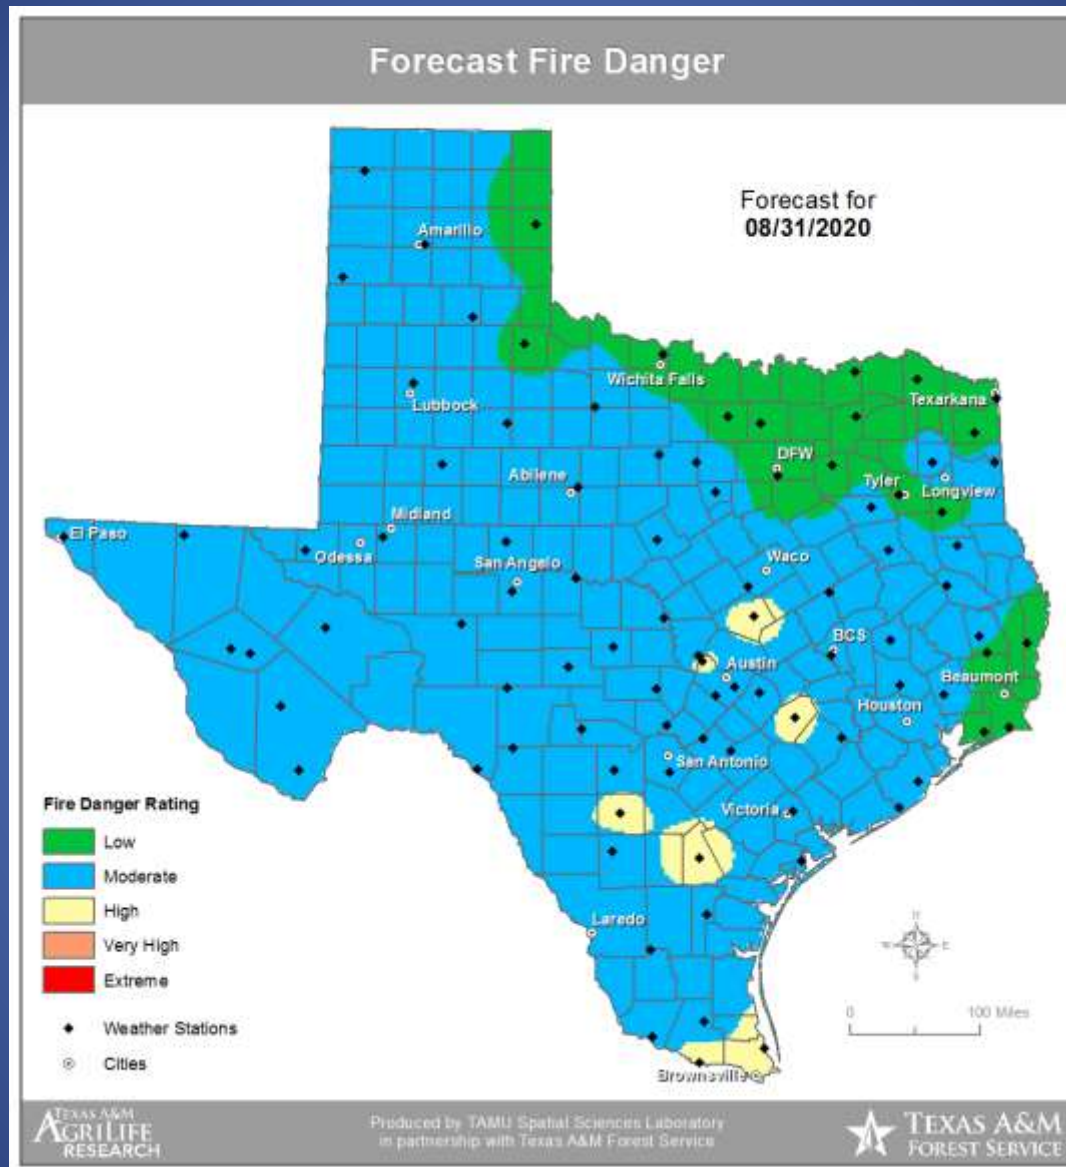 Forecast Fire Danger
Forecast for
08/31/2020
Amarillo
Wichita Falls
Texarkana
Lubbock
DFW
Abilene
Tyler
Longview
Midland
El Paso
Odessa
San Angelo
Waco
BCS
Austin
Beaumont
Houston
San Antonio
Victoria
Laredo
Brownsville
Fire Danger Rating
Low
Moderate
High
Very High
Extreme
Weather Stations
Cities
N
W
E
S
0
100 Miles
TEXAS A&M
AGRILIFE
RESEARCH
Produced by TAMU Spatial Sciences Laboratory
in partnership with Texas A&M Forest Service
TEXAS A&M
FOREST SERVICE